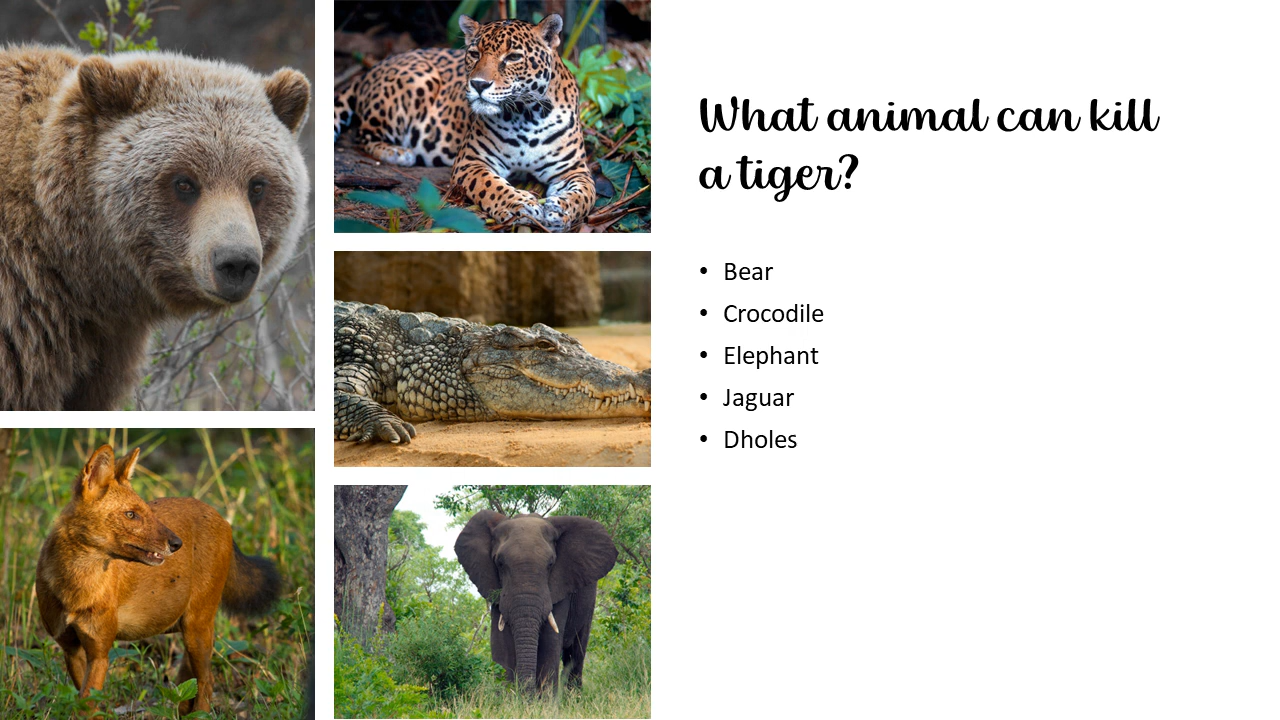 What animal can kill
a tiger?
• Bear
• Crocodile
• Elephant
• Jaguar
• Dholes